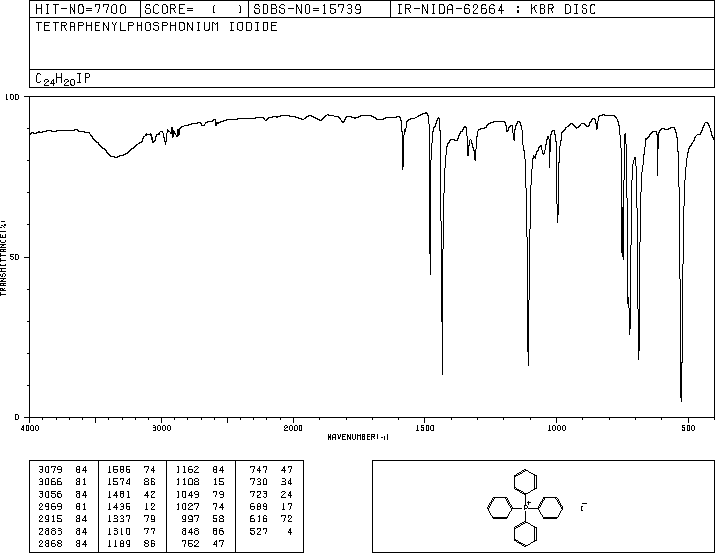 HIT-NO=7700 SCORE= ( ) SDBS-NO=15739 IR-NIDA-62664 : KBR DISC
TETRAPHENYLPHOSPHONIUM IODIDE
C24H20IP
100
50
0
TRANSMITTANCE(%)
4000 3000 2000 1500 1000 500
WAVENUMBER(-1)
3079 84 1586 74 1162 84 747 47
3066 81 1574 86 1108 15 730 34
3056 84 1481 42 1049 79 723 24
2969 81 1436 12 1027 74 689 17
2915 84 1337 79 997 58 616 72
2883 84 1310 77 848 86 527 4
2868 84 1189 86 752 47
P+
I-